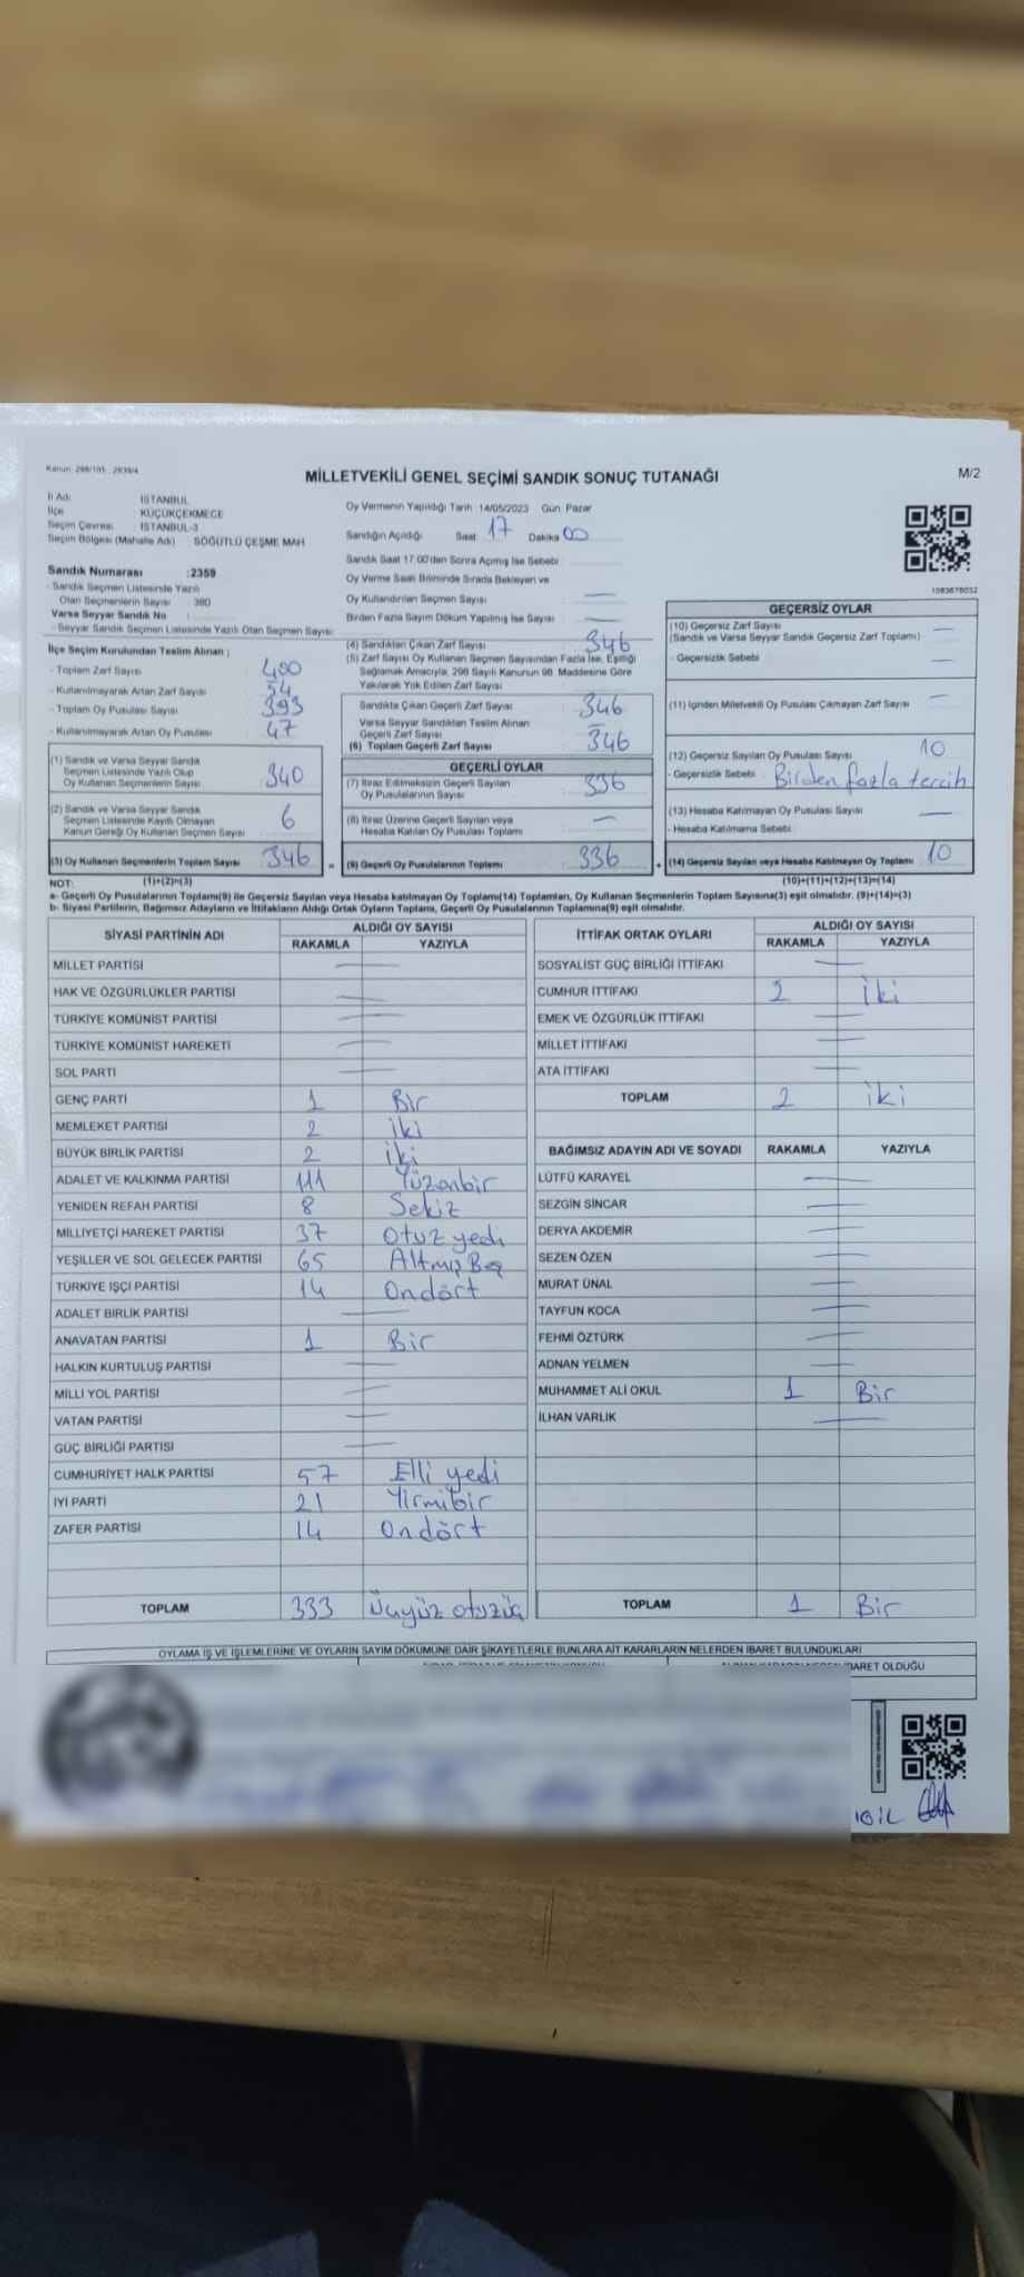 Kanun: 298/105 - 2839/4
MİLLETVEKİLİ GENEL SEÇİMİ SANDIK SONUÇ TUTANAĞI
M/2
İl Adı: İSTANBUL
İlçe KÜÇÜKÇEKMECE
Seçim Çevresi: İSTANBUL-3
Seçim Bölgesi (Mahalle Adı) SÖĞÜTLÜ ÇEŞME MAH
Sandık Numarası :2359
- Sandık Seçmen Listesinde Yazılı
Olan Seçmenlerin Sayısı 380
Varsa Seyyar Sandık No
- Seyyar Sandık Seçmen Listesinde Yazılı Olan Seçmen Sayısı
Oy Vermenin Yapıldığı Tarih 14/05/2023 Gün Pazar
Sandığın Açıldığı Saat 17 Dakika 00
Sandık Saat 17:00'den Sonra Açılmış İse Sebebi
Oy Verme Saati Bitiminde Sırada Bekleyen ve
Oy Kullandırılan Seçmen Sayısı —
Birden Fazla Sayım Döküm Yapılmış İse Sayısı —
İlçe Seçim Kurulundan Teslim Alınan ;
- Toplam Zarf Sayısı 400
- Kullanılmayarak Artan Zarf Sayısı 54
- Toplam Oy Pusulası Sayısı 393
- Kullanılmayarak Artan Oy Pusulası 47
(1) Sandık ve Varsa Seyyar Sandık
Seçmen Listesinde Yazılı Olup
Oy Kullanan Seçmenlerin Sayısı 340
(2) Sandık ve Varsa Seyyar Sandık
Seçmen Listesinde Kayıtlı Olmayan
Kanun Gereği Oy Kullanan Seçmen Sayısı 6
(3) Oy Kullanan Seçmenlerin Toplam Sayısı 346
(1)+(2)=(3)
(4) Sandıktan Çıkan Zarf Sayısı 346
(5) Zarf Sayısı Oy Kullanan Seçmen Sayısından Fazla İse, Eşitliği
Sağlamak Amacıyla, 298 Sayılı Kanunun 98. Maddesine Göre
Yakılarak Yok Edilen Zarf Sayısı
Sandıkta Çıkan Geçerli Zarf Sayısı 346
Varsa Seyyar Sandıktan Teslim Alınan
Geçerli Zarf Sayısı —
(6) Toplam Geçerli Zarf Sayısı 346
GEÇERLİ OYLAR
(7) İtiraz Edilmeksizin Geçerli Sayılan
Oy Pusulalarının Sayısı 336
(8) İtiraz Üzerine Geçerli Sayılan veya
Hesaba Katılan Oy Pusulası Toplamı —
(9) Geçerli Oy Pusulalarının Toplamı 336
1083678032
GEÇERSİZ OYLAR
(10) Geçersiz Zarf Sayısı —
(Sandık ve Varsa Seyyar Sandık Geçersiz Zarf Toplamı)
- Geçersizlik Sebebi —
(11) İçinden Milletvekili Oy Pusulası Çıkmayan Zarf Sayısı —
(12) Geçersiz Sayılan Oy Pusulası Sayısı 10
- Geçersizlik Sebebi Birden fazla tercih
(13) Hesaba Katılmayan Oy Pusulası Sayısı —
- Hesaba Katılmama Sebebi
(14) Geçersiz Sayılan veya Hesaba Katılmayan Oy Toplamı 10
(10)+(11)+(12)+(13)=(14)
NOT:
a- Geçerli Oy Pusulalarının Toplamı(9) ile Geçersiz Sayılan veya Hesaba katılmayan Oy Toplamı(14) Toplamları, Oy Kullanan Seçmenlerin Toplam Sayısına(3) eşit olmalıdır. (9)+(14)=(3)
b- Siyasi Partilerin, Bağımsız Adayların ve İttifakların Aldığı Ortak Oyların Toplamı, Geçerli Oy Pusulalarının Toplamına(9) eşit olmalıdır.
SİYASİ PARTİNİN ADI ALDIĞI OY SAYISI
RAKAMLA YAZIYLA
MİLLET PARTİSİ —
HAK VE ÖZGÜRLÜKLER PARTİSİ —
TÜRKİYE KOMÜNİST PARTİSİ —
TÜRKİYE KOMÜNİST HAREKETİ —
SOL PARTİ —
GENÇ PARTİ 1 Bir
MEMLEKET PARTİSİ 2 iki
BÜYÜK BİRLİK PARTİSİ 2 iki
ADALET VE KALKINMA PARTİSİ 111 Yüzonbir
YENİDEN REFAH PARTİSİ 8 Sekiz
MİLLİYETÇİ HAREKET PARTİSİ 37 Otuz yedi
YEŞİLLER VE SOL GELECEK PARTİSİ 65 Altmış Beş
TÜRKİYE İŞÇİ PARTİSİ 14 Ondört
ADALET BİRLİK PARTİSİ —
ANAVATAN PARTİSİ 1 Bir
HALKIN KURTULUŞ PARTİSİ —
MİLLİ YOL PARTİSİ —
VATAN PARTİSİ —
GÜÇ BİRLİĞİ PARTİSİ —
CUMHURİYET HALK PARTİSİ 57 Elli yedi
İYİ PARTİ 21 Yirmibir
ZAFER PARTİSİ 14 Ondört
TOPLAM 333 Üçyüz otuzüç
İTTİFAK ORTAK OYLARI ALDIĞI OY SAYISI
RAKAMLA YAZIYLA
SOSYALİST GÜÇ BİRLİĞİ İTTİFAKI —
CUMHUR İTTİFAKI 2 iki
EMEK VE ÖZGÜRLÜK İTTİFAKI —
MİLLET İTTİFAKI —
ATA İTTİFAKI —
TOPLAM 2 iki
BAĞIMSIZ ADAYIN ADI VE SOYADI RAKAMLA YAZIYLA
LÜTFÜ KARAYEL —
SEZGİN SİNCAR —
DERYA AKDEMİR —
SEZEN ÖZEN —
MURAT ÜNAL —
TAYFUN KOCA —
FEHMİ ÖZTÜRK —
ADNAN YELMEN —
MUHAMMET ALİ OKUL 1 Bir
İLHAN VARLIK —
TOPLAM 1 Bir
OYLAMA İŞ VE İŞLEMLERİNE VE OYLARIN SAYIM DÖKÜMÜNE DAİR ŞİKAYETLERLE BUNLARA AİT KARARLARIN NELERDEN İBARET BULUNDUKLARI
BARET OLDUĞU